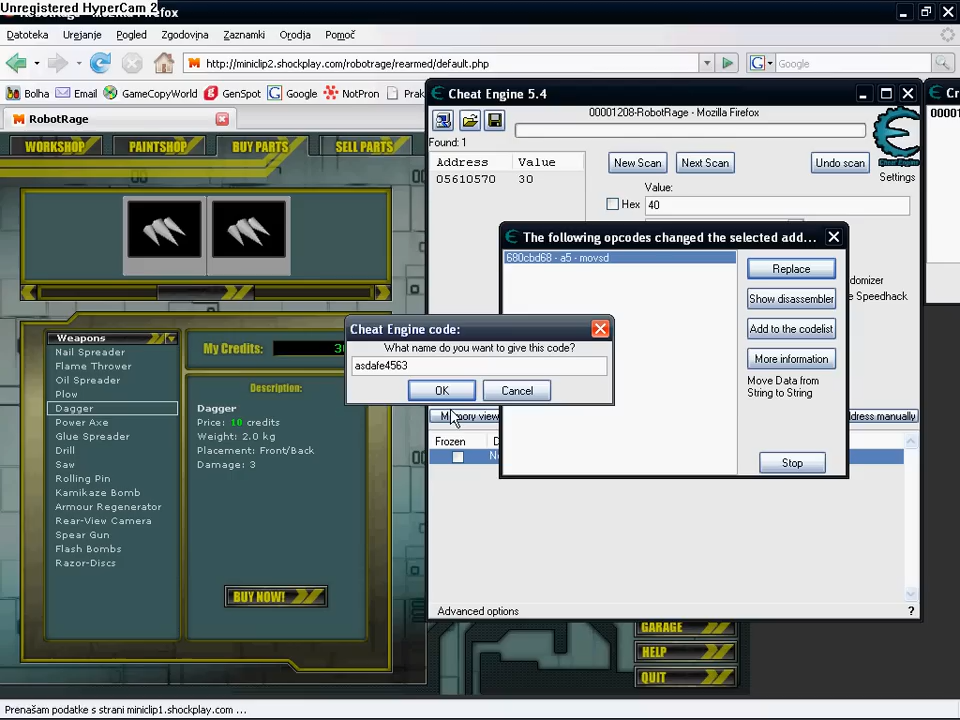 Unregistered HyperCam 2
Datoteka Urejanje Pogled Zgodovina Zaznamki Orodja Pomoč
http://miniclip2.shockplay.com/robotrage/rearmed/default.php
Google
Bolha Email GameCopyWorld GenSpot Google NotPron Prak
RobotRage
WORKSHOP PAINTSHOP BUY PARTS SELL PARTS
Weapons
Nail Spreader
Flame Thrower
Oil Spreader
Plow
Dagger
Power Axe
Glue Spreader
Drill
Saw
Rolling Pin
Kamikaze Bomb
Armour Regenerator
Rear-View Camera
Spear Gun
Flash Bombs
Razor-Discs
My Credits:
Description:
Dagger
Price: 10 credits
Weight: 2.0 kg
Placement: Front/Back
Damage: 3
BUY NOW!
GARAGE
HELP
QUIT
Cheat Engine 5.4
00001208-RobotRage - Mozilla Firefox
Found: 1
Address Value
05610570 30
New Scan Next Scan Undo scan
Settings
Value:
Hex 40
The following opcodes changed the selected add...
680cbd68 - a5 - movsd
Replace
Show disassembler
Add to the codelist
More information
Move Data from
String to String
Stop
Cheat Engine code:
What name do you want to give this code?
asdafe4563
OK Cancel
Memory view
Frozen
Advanced options ?
Prenašam podatke s strani miniclip1.shockplay.com ...